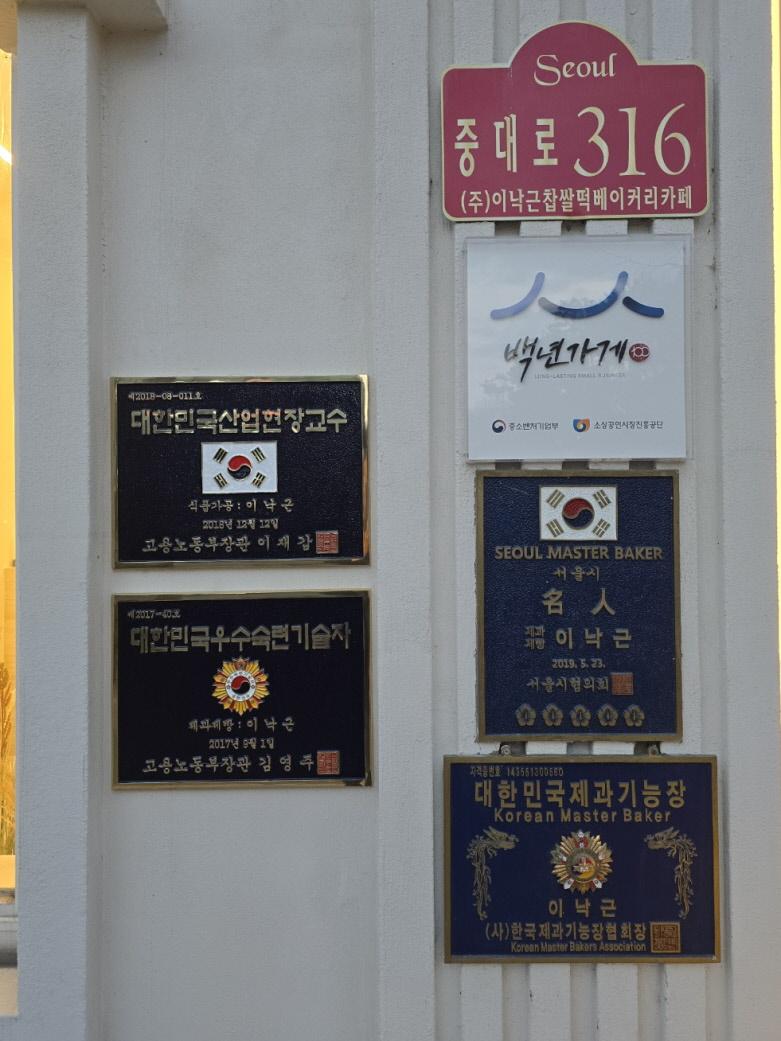 Seoul
중대로 316
(주)이낙근찹쌀떡베이커리카페
백년가게
중소벤처기업부 소상공인시장진흥공단
제2018-03-011호
대한민국산업현장교수
식품가공 : 이낙근
2018년 12월 12일
고용노동부장관 이재갑
제2017-40호
대한민국우수숙련기술자
제과제빵 : 이낙근
2017년 9월 1일
고용노동부장관 김영주
SEOUL MASTER BAKER
서울시
名人
제과
제빵 이낙근
2019. 5. 23.
서울시협의회
대한민국제과기능장
Korean Master Baker
이낙근
(사)한국제과기능장협회장
Korean Master Bakers Association